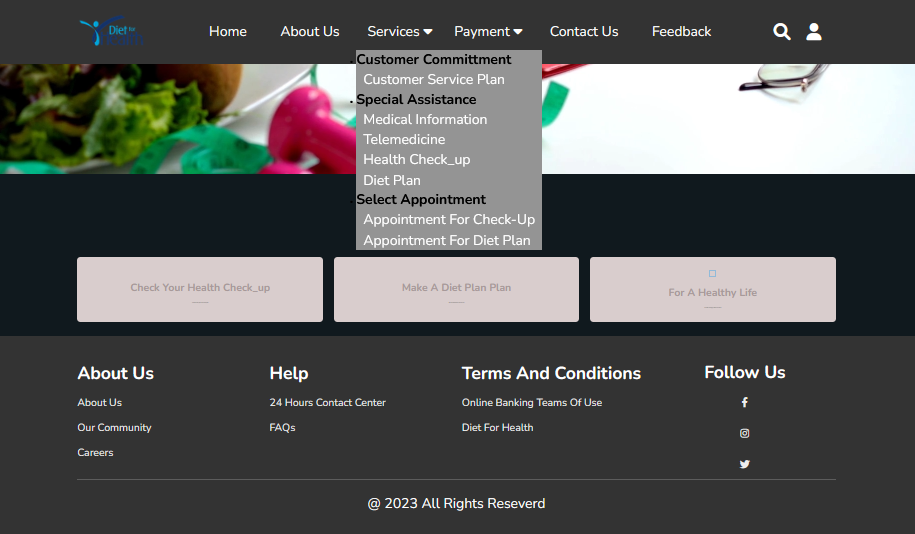 Diet for
Home
About Us
Services
Payment
Contact Us
Feedback
Customer Committment
Customer Service Plan
Special Assistance
Medical Information
Telemedicine
Health Check_up
Diet Plan
Select Appointment
Appointment For Check-Up
Appointment For Diet Plan
Check Your Health Check_up
Make A Diet Plan Plan
For A Healthy Life
About Us
About Us
Our Community
Careers
Help
24 Hours Contact Center
FAQs
Terms And Conditions
Online Banking Teams Of Use
Diet For Health
Follow Us
@ 2023 All Rights Reseverd